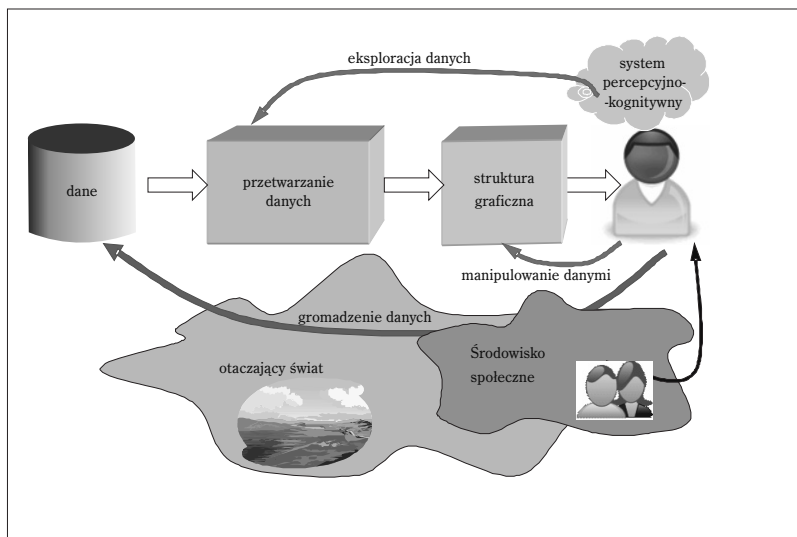 eksploracja danych
system
percepcyjno-
-kognitywny
dane
przetwarzanie
danych
struktura
graficzna
manipulowanie danymi
gromadzenie danych
otaczający świat
Środowisko
społeczne